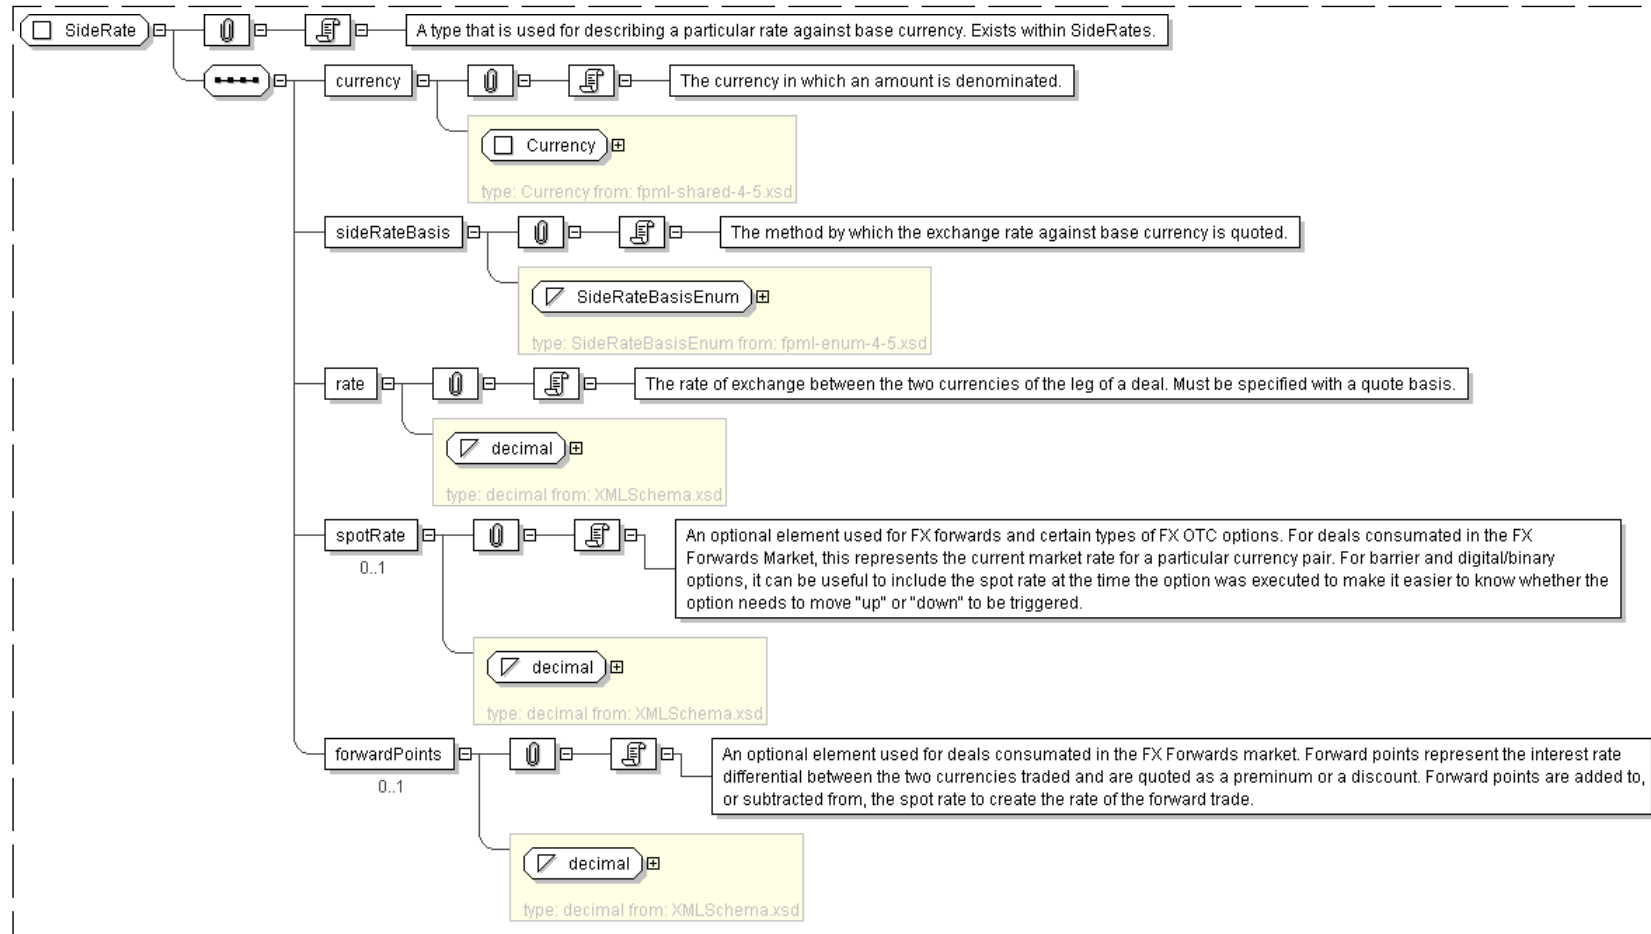 SideRate
A type that is used for describing a particular rate against base currency. Exists within SideRates.
currency
The currency in which an amount is denominated.
Currency
type: Currency from: fpml-shared-4-5.xsd
sideRateBasis
The method by which the exchange rate against base currency is quoted.
SideRateBasisEnum
type: SideRateBasisEnum from: fpml-enum-4-5.xsd
rate
The rate of exchange between the two currencies of the leg of a deal. Must be specified with a quote basis.
decimal
type: decimal from: XMLSchema.xsd
spotRate
0..1
An optional element used for FX forwards and certain types of FX OTC options. For deals consumated in the FX
Forwards Market, this represents the current market rate for a particular currency pair. For barrier and digital/binary
options, it can be useful to include the spot rate at the time the option was executed to make it easier to know whether the
option needs to move "up" or "down" to be triggered.
decimal
type: decimal from: XMLSchema.xsd
forwardPoints
0..1
An optional element used for deals consumated in the FX Forwards market. Forward points represent the interest rate
differential between the two currencies traded and are quoted as a preminum or a discount. Forward points are added to,
or subtracted from, the spot rate to create the rate of the forward trade.
decimal
type: decimal from: XMLSchema.xsd